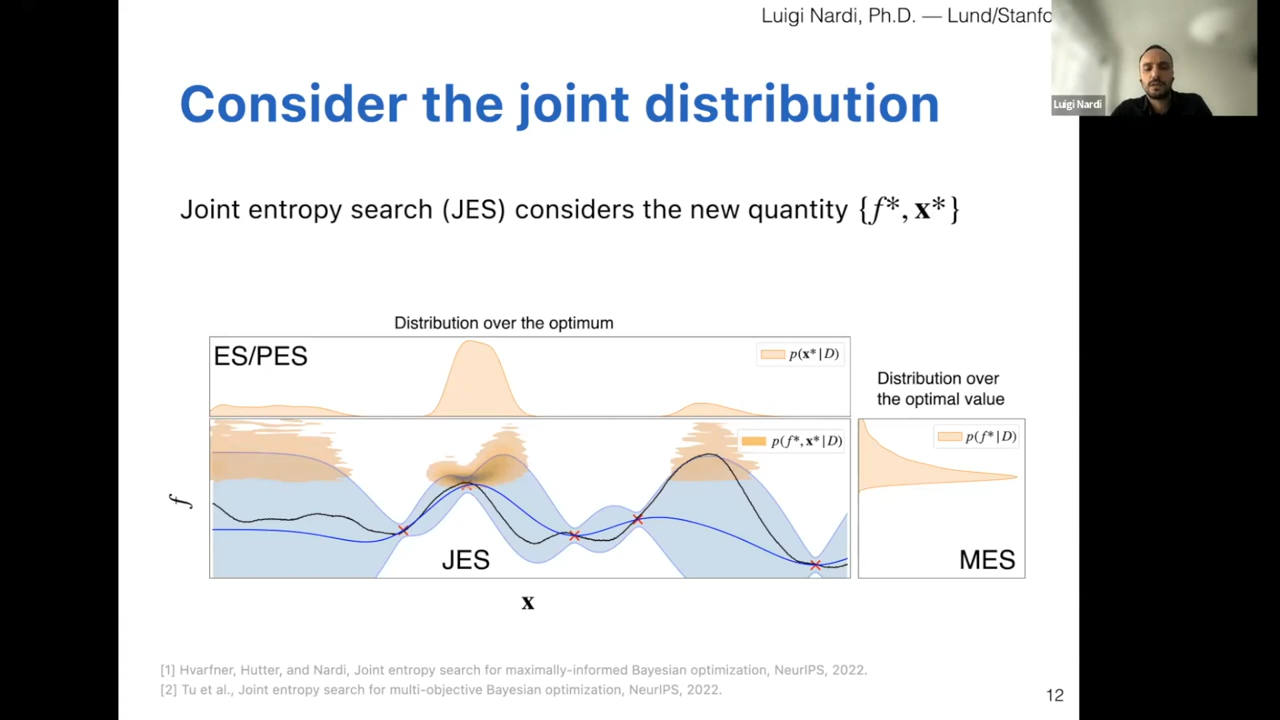 Luigi Nardi, Ph.D. — Lund/Stanfo
Luigi Nardi
Consider the joint distribution
Joint entropy search (JES) considers the new quantity {f*, x*}
Distribution over the optimum
ES/PES
p(x*|D)
Distribution over
the optimal value
p(f*, x*|D)
p(f*|D)
f
JES
MES
x
[1] Hvarfner, Hutter, and Nardi, Joint entropy search for maximally-informed Bayesian optimization, NeurIPS, 2022.
[2] Tu et al., Joint entropy search for multi-objective Bayesian optimization, NeurIPS, 2022.
12